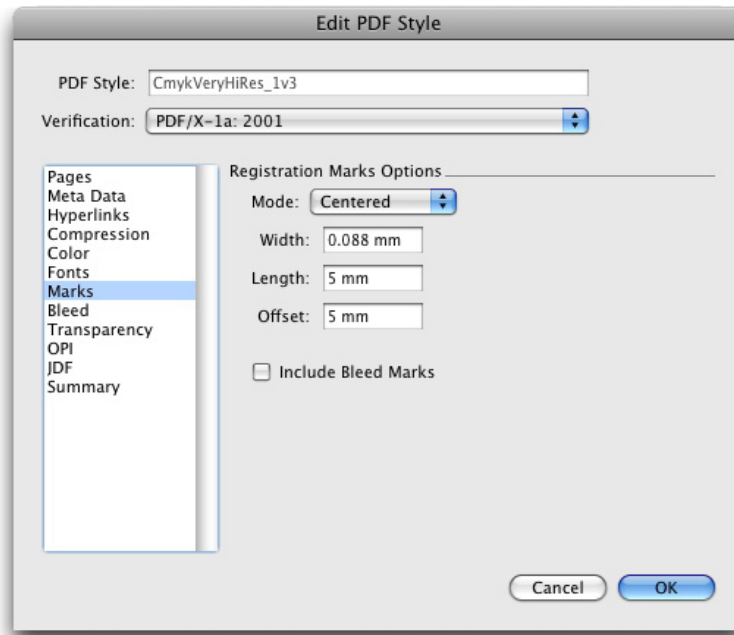 Edit PDF Style
PDF Style: CmykVeryHiRes_1v3
Verification: PDF/X-1a: 2001
Pages
Meta Data
Hyperlinks
Compression
Color
Fonts
Marks
Bleed
Transparency
OPI
JDF
Summary
Registration Marks Options
Mode: Centered
Width: 0.088 mm
Length: 5 mm
Offset: 5 mm
Include Bleed Marks
Cancel OK